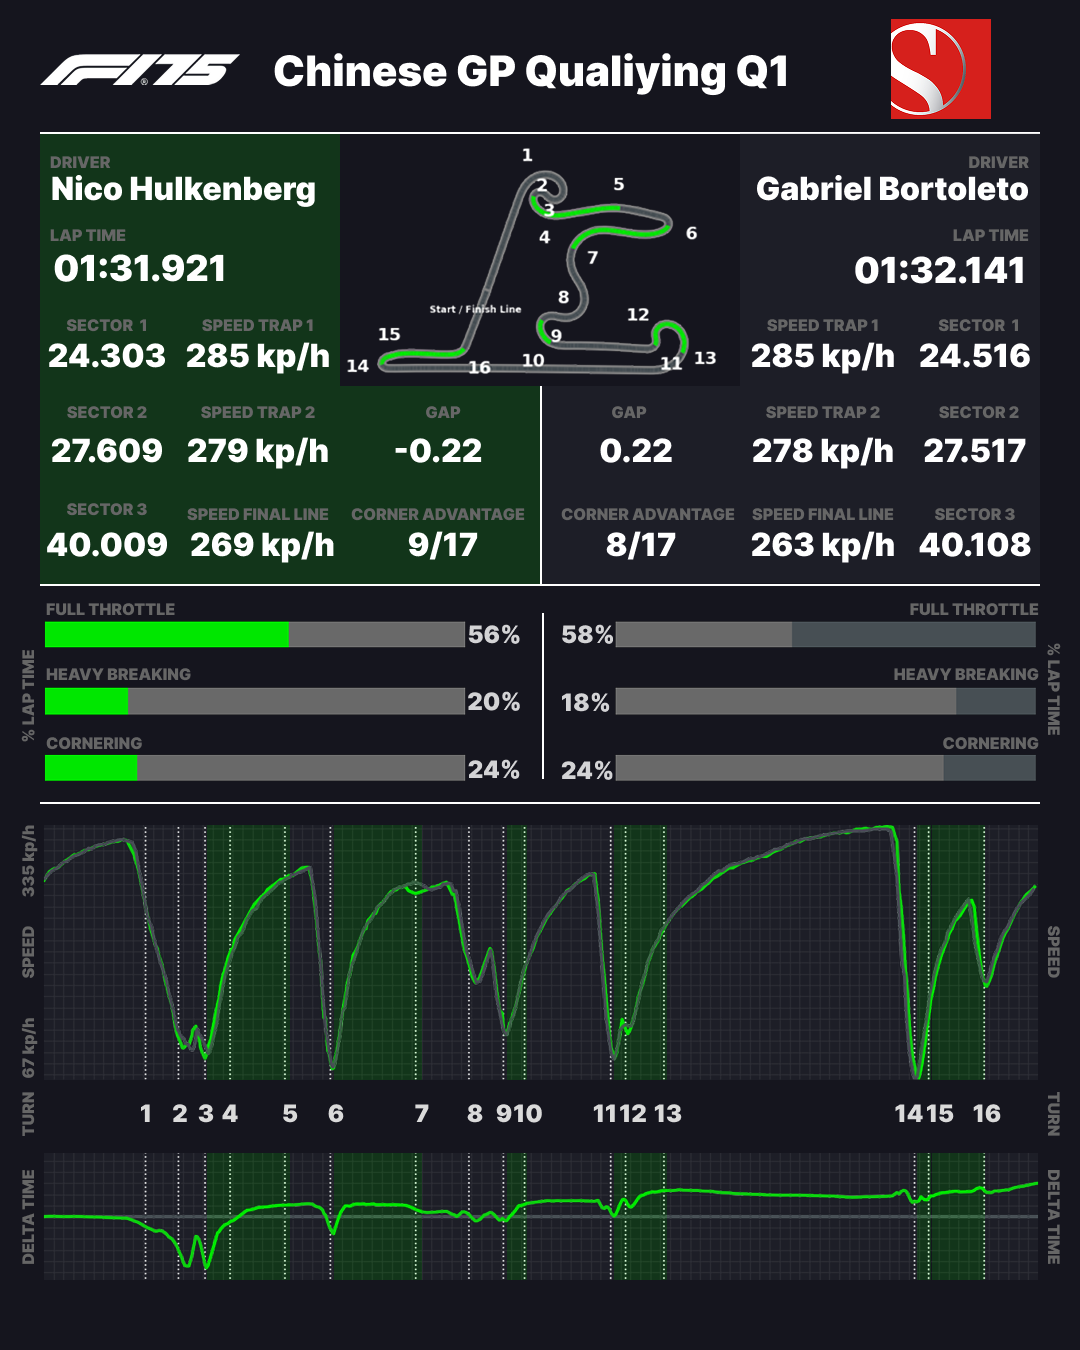 F1 75® Chinese GP Qualiying Q1 S
DRIVER
Nico Hulkenberg
LAP TIME
01:31.921
SECTOR 1 SPEED TRAP 1
24.303 285 kp/h
SECTOR 2 SPEED TRAP 2 GAP
27.609 279 kp/h -0.22
SECTOR 3 SPEED FINAL LINE CORNER ADVANTAGE
40.009 269 kp/h 9/17
1
2
3
4
5
6
7
8
9
10
11
12
13
14
15
16
Start / Finish Line
DRIVER
Gabriel Bortoleto
LAP TIME
01:32.141
SPEED TRAP 1 SECTOR 1
285 kp/h 24.516
GAP SPEED TRAP 2 SECTOR 2
0.22 278 kp/h 27.517
CORNER ADVANTAGE SPEED FINAL LINE SECTOR 3
8/17 263 kp/h 40.108
% LAP TIME
FULL THROTTLE
56%
HEAVY BREAKING
20%
CORNERING
24%
FULL THROTTLE
58%
HEAVY BREAKING
18%
CORNERING
24%
% LAP TIME
335 kp/h
SPEED
67 kp/h
SPEED
TURN
1 2 3 4 5 6 7 8 9 10 11 12 13 14 15 16
TURN
DELTA TIME
DELTA TIME